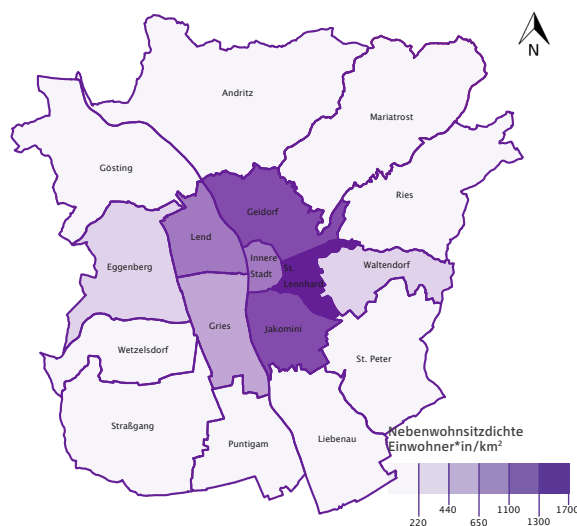 N
Andritz
Mariatrost
Gösting
Ries
Geidorf
Lend
Innere
Stadt
St.
Leonhard
Waltendorf
Eggenberg
Gries
Jakomini
Wetzelsdorf
St. Peter
Straßgang
Puntigam
Liebenau
Nebenwohnsitzdichte
Einwohner*in/km²
440 1100 1700
220 650 1300